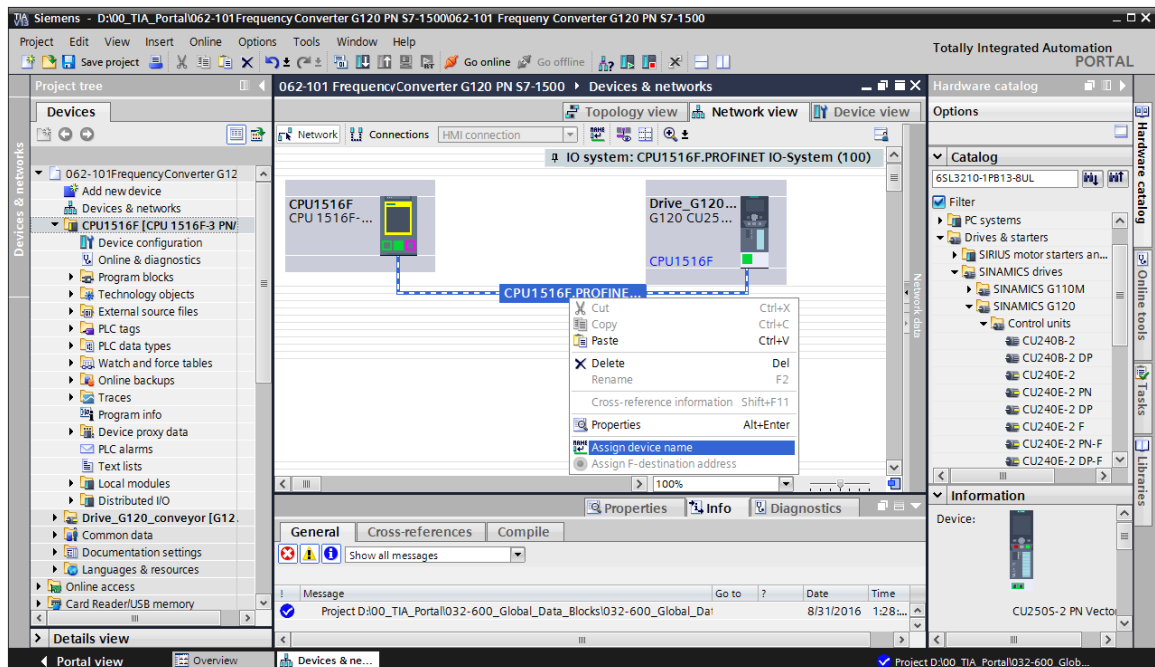 Siemens - D:\00_TIA_Portal\062-101FrequencyConverter G120 PN S7-1500\062-101 Frequeny Converter G120 PN S7-1500
Project Edit View Insert Online Options Tools Window Help
Totally Integrated Automation
PORTAL
Save project
Go online
Go offline
Project tree
Devices
Devices & networks
062-101FrequencyConverter G12
Add new device
Devices & networks
CPU1516F [CPU 1516F-3 PN/
Device configuration
Online & diagnostics
Program blocks
Technology objects
External source files
PLC tags
PLC data types
Watch and force tables
Online backups
Traces
Program info
Device proxy data
PLC alarms
Text lists
Local modules
Distributed I/O
Drive_G120_conveyor [G12.
Common data
Documentation settings
Languages & resources
Online access
Card Reader/USB memory
Details view
062-101 FrequencyConverter G120 PN S7-1500 Devices & networks
Topology view
Network view
Device view
Network
Connections
HMI connection
IO system: CPU1516F.PROFINET IO-System (100)
CPU1516F
CPU 1516F-...
Drive_G120...
G120 CU25...
CPU1516F
CPU1516F.PROFINE...
Cut Ctrl+X
Copy Ctrl+C
Paste Ctrl+V
Delete Del
Rename F2
Cross-reference information Shift+F11
Properties Alt+Enter
Assign device name
Assign F-destination address
100%
Network data
Properties
Info
Diagnostics
General
Cross-references
Compile
Show all messages
! Message Go to ? Date Time
Project D:\00_TIA_Portal\032-600_Global_Data_Blocks\032-600_Global_Dat 8/31/2016 1:28:...
Hardware catalog
Options
Catalog
6SL3210-1PB13-8UL
Filter
PC systems
Drives & starters
SIRIUS motor starters an...
SINAMICS drives
SINAMICS G110M
SINAMICS G120
Control units
CU240B-2
CU240B-2 DP
CU240E-2
CU240E-2 PN
CU240E-2 DP
CU240E-2 F
CU240E-2 PN-F
CU240E-2 DP-F
Information
Device:
CU250S-2 PN Vecto
Hardware catalog
Online tools
Tasks
Libraries
Portal view
Overview
Devices & ne...
Project D:\00_TIA_Portal\032-600_Glob...